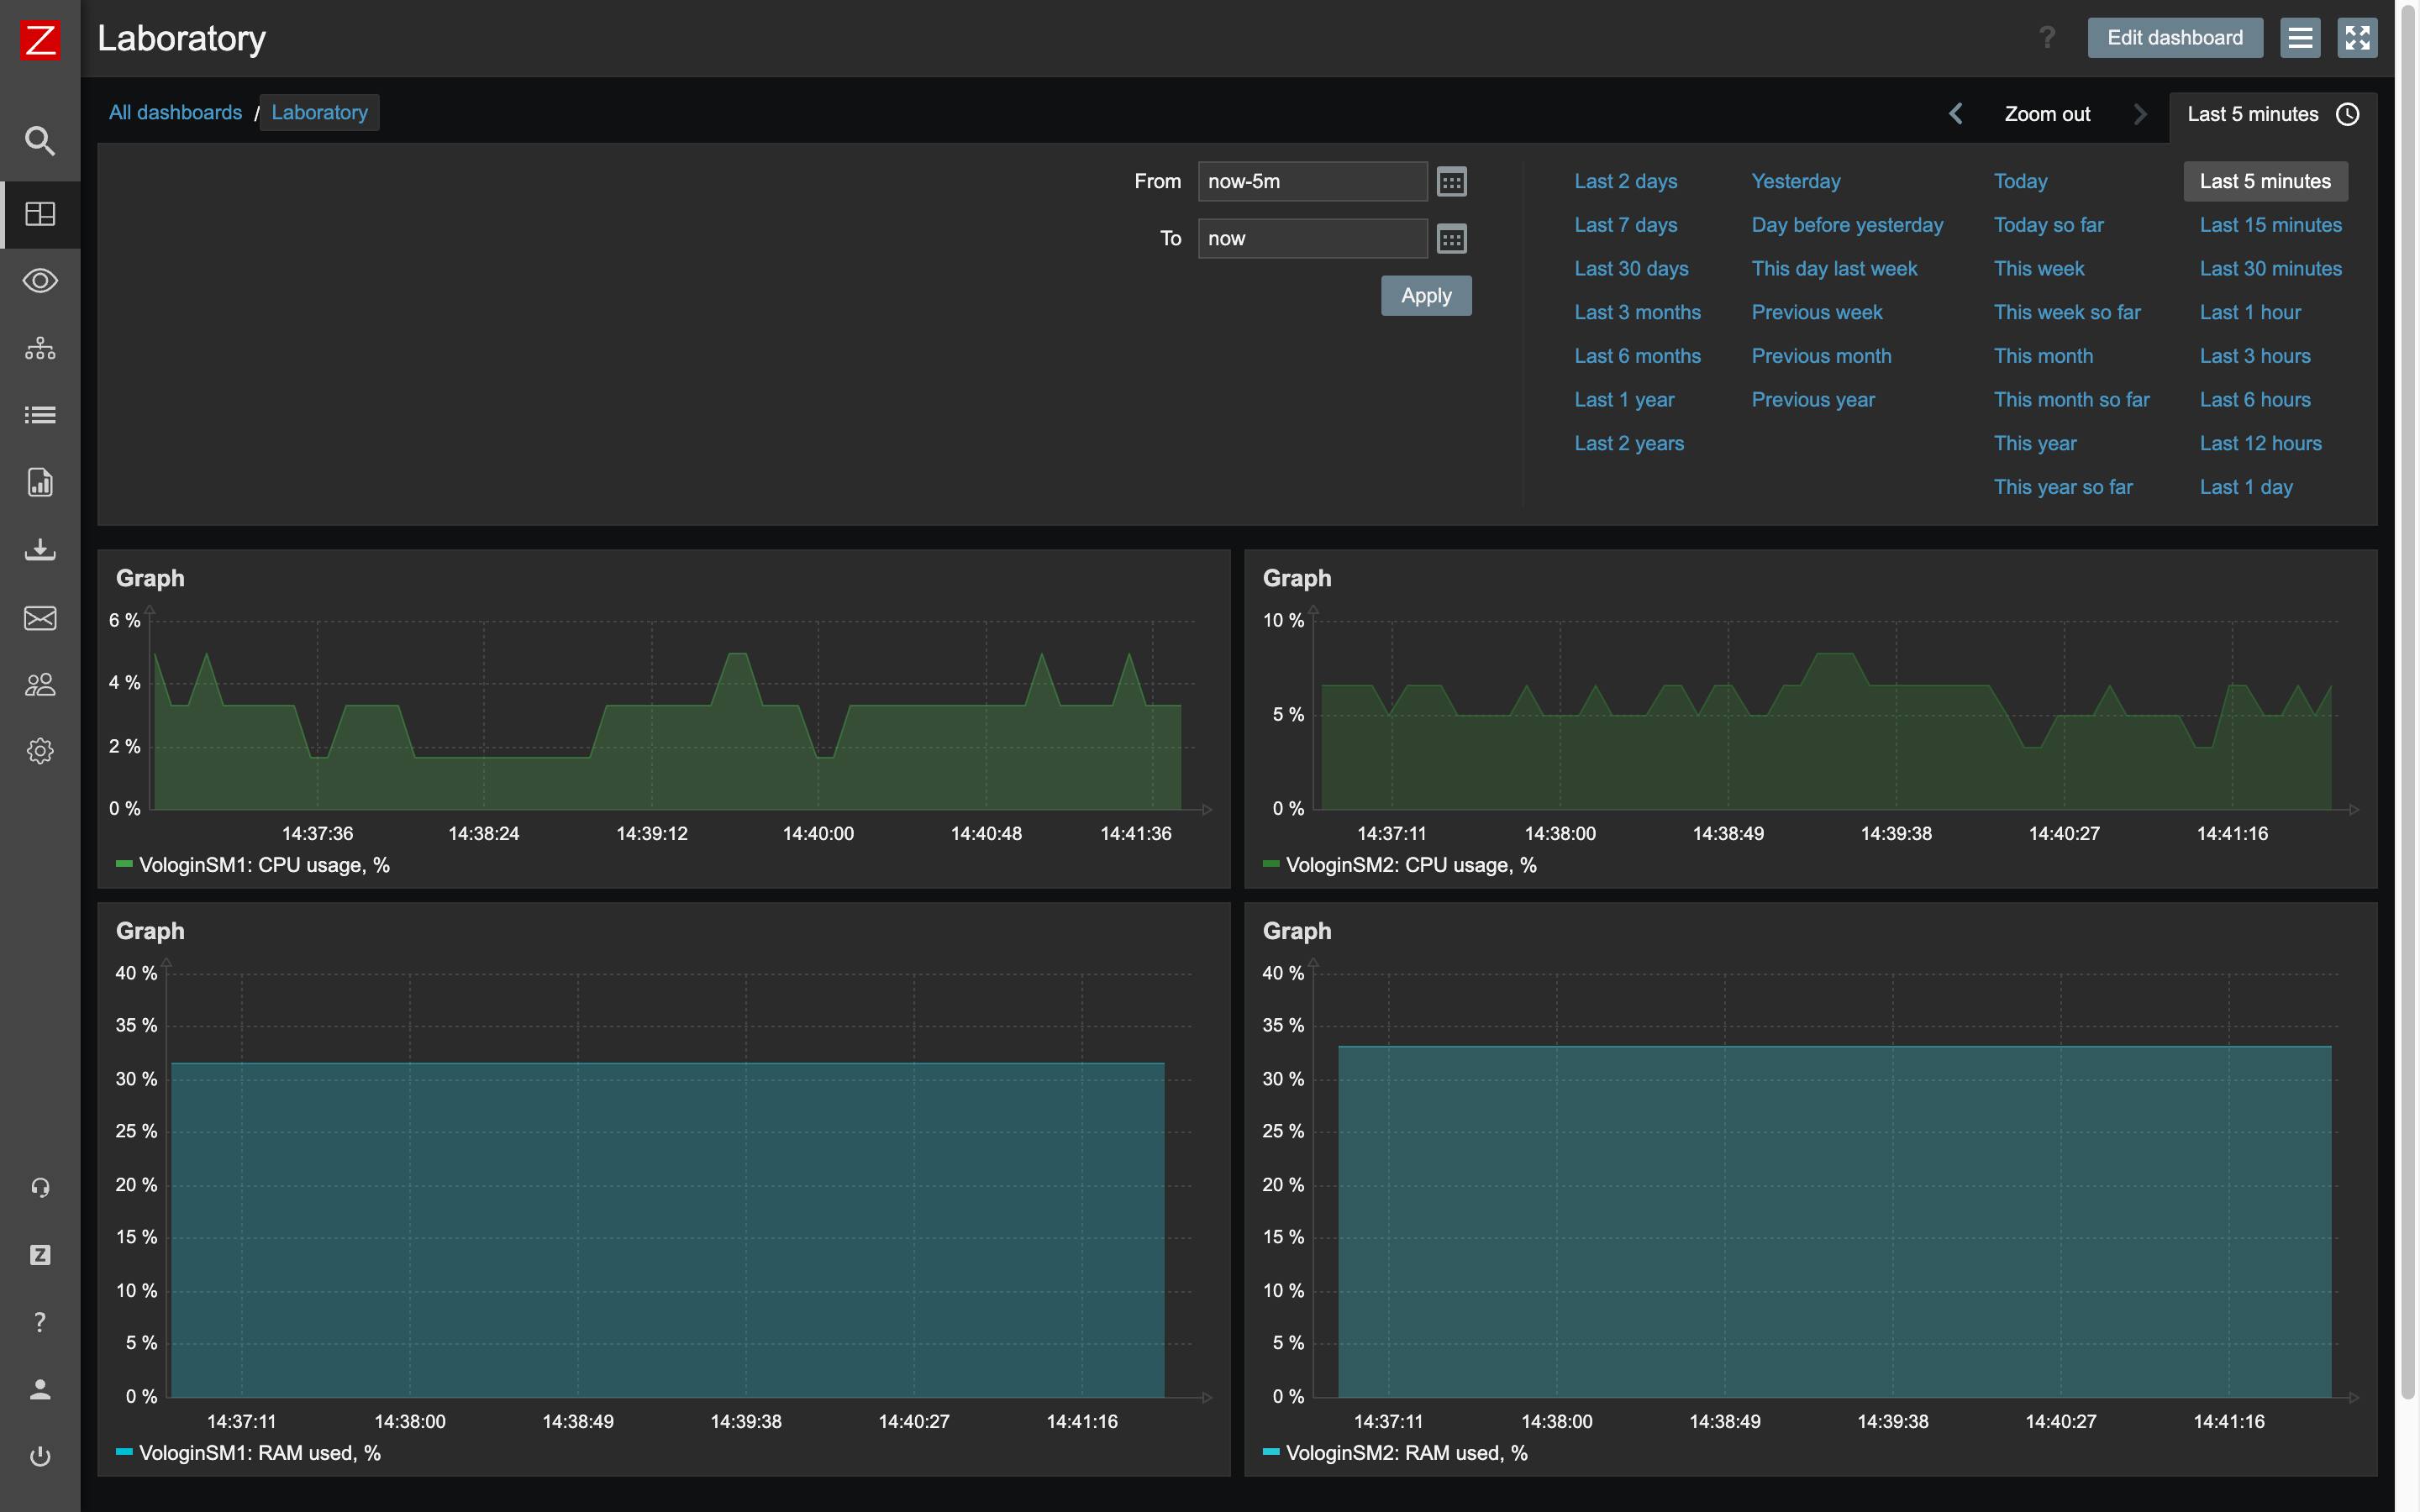 Z
Laboratory
?
Edit dashboard
All dashboards / Laboratory
Zoom out
Last 5 minutes
From
now-5m
To
now
Apply
Last 2 days
Yesterday
Today
Last 5 minutes
Last 7 days
Day before yesterday
Today so far
Last 15 minutes
Last 30 days
This day last week
This week
Last 30 minutes
Last 3 months
Previous week
This week so far
Last 1 hour
Last 6 months
Previous month
This month
Last 3 hours
Last 1 year
Previous year
This month so far
Last 6 hours
Last 2 years
This year
Last 12 hours
This year so far
Last 1 day
Graph
6 %
4 %
2 %
0 %
14:37:36 14:38:24 14:39:12 14:40:00 14:40:48 14:41:36
VologinSM1: CPU usage, %
Graph
10 %
5 %
0 %
14:37:11 14:38:00 14:38:49 14:39:38 14:40:27 14:41:16
VologinSM2: CPU usage, %
Graph
40 %
35 %
30 %
25 %
20 %
15 %
10 %
5 %
0 %
14:37:11 14:38:00 14:38:49 14:39:38 14:40:27 14:41:16
VologinSM1: RAM used, %
Graph
40 %
35 %
30 %
25 %
20 %
15 %
10 %
5 %
0 %
14:37:11 14:38:00 14:38:49 14:39:38 14:40:27 14:41:16
VologinSM2: RAM used, %
Z
?